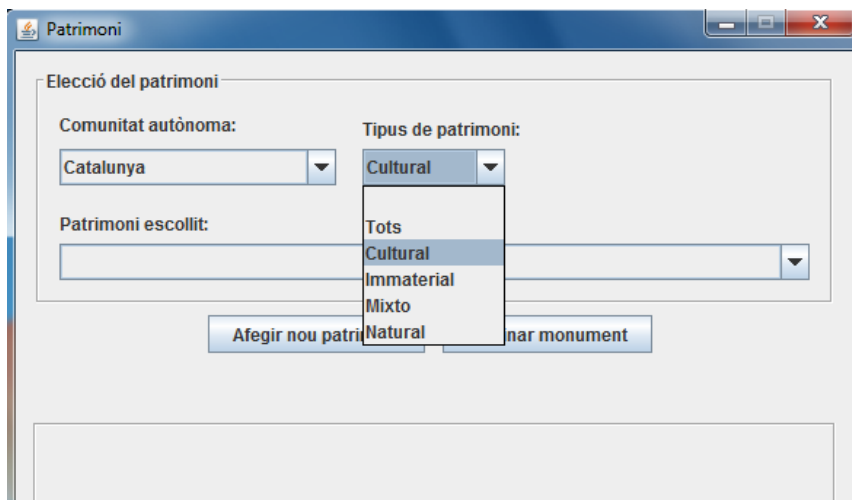 Patrimoni
Elecció del patrimoni
Comunitat autònoma:
Tipus de patrimoni:
Catalunya
Cultural
Patrimoni escollit:
Tots
Cultural
Immaterial
Mixto
Natural
Afegir nou patri
nar monument